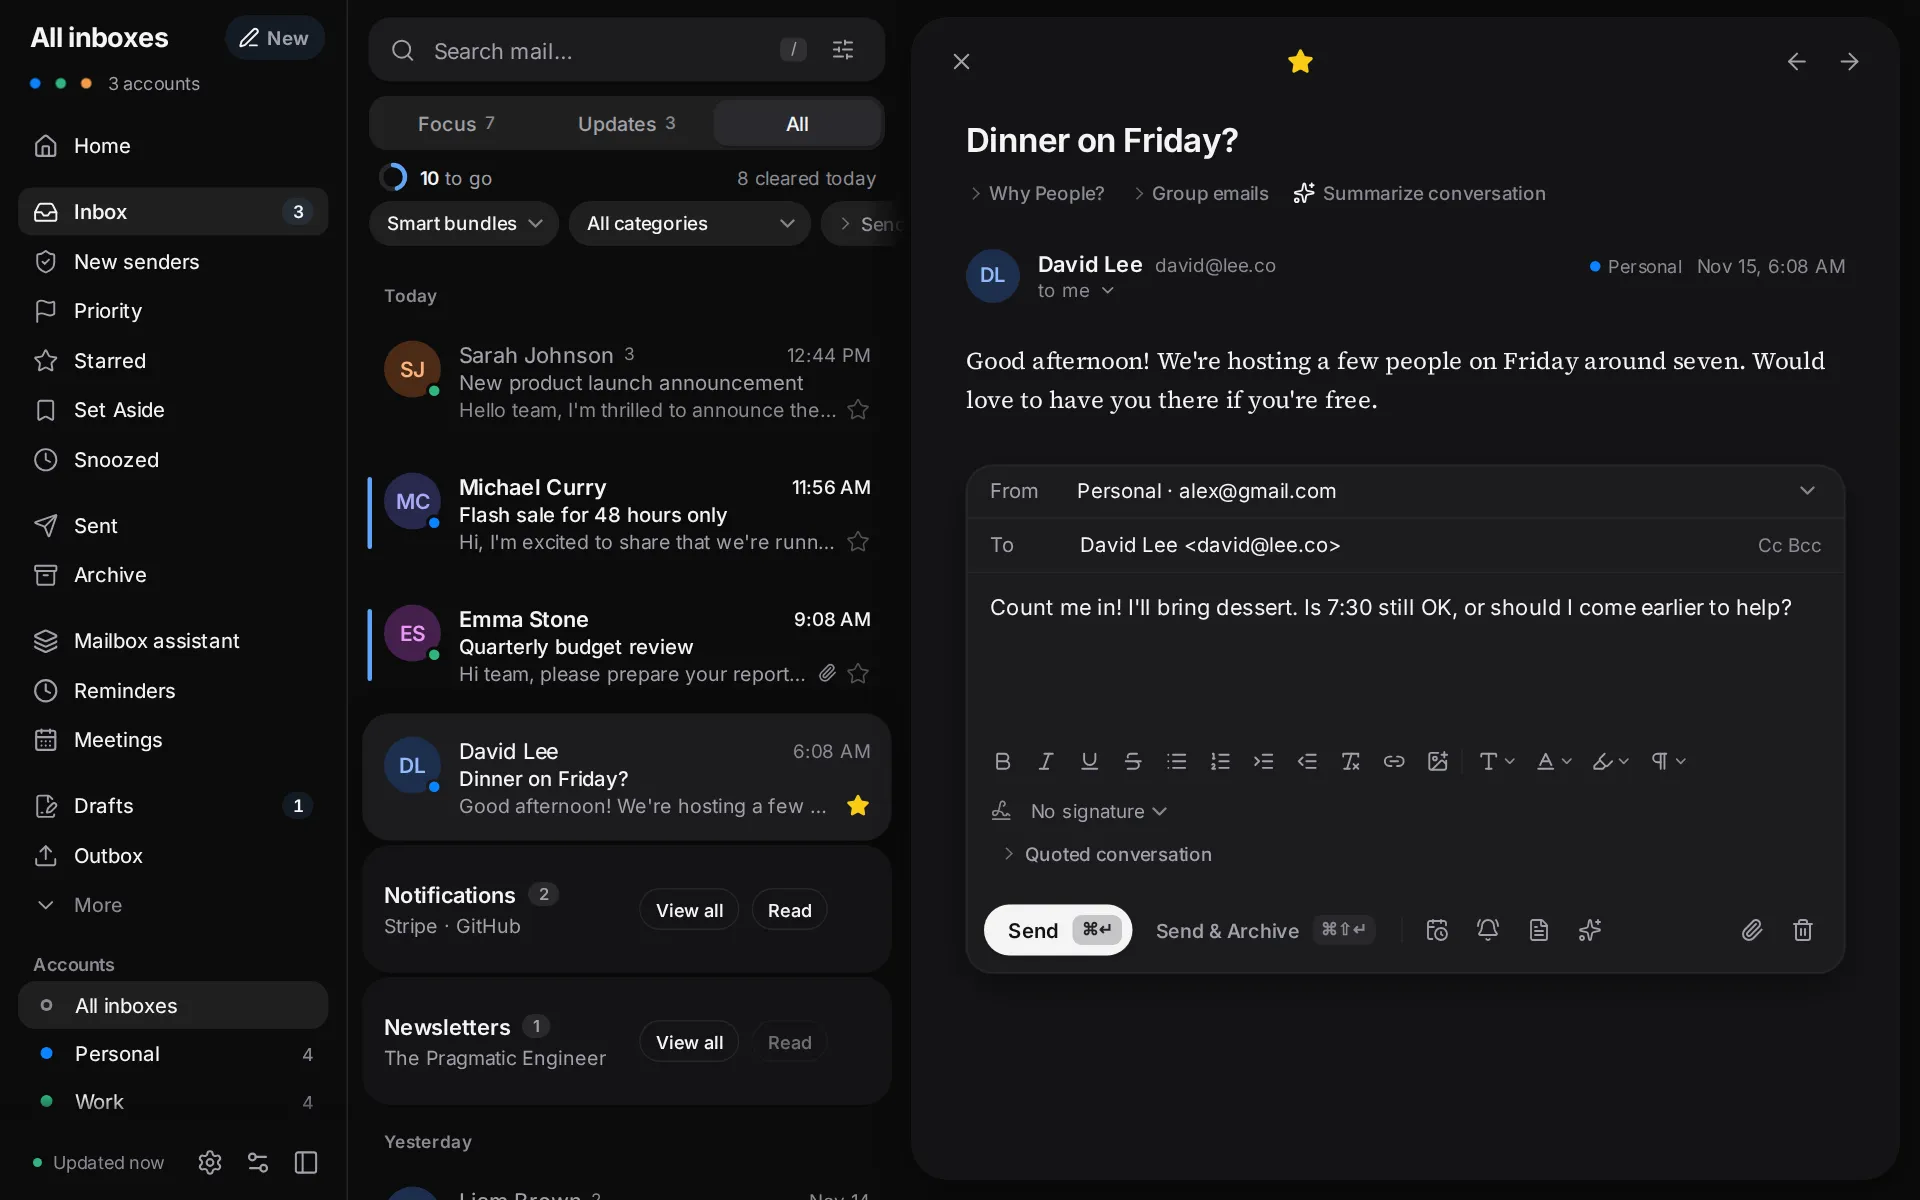 All inboxes
New
3 accounts
Home
Inbox 3
New senders
Priority
Starred
Set Aside
Snoozed
Sent
Archive
Mailbox assistant
Reminders
Meetings
Drafts 1
Outbox
More
Accounts
All inboxes
Personal 4
Work 4
Updated now
Search mail... /
Focus 7 Updates 3 All
10 to go 8 cleared today
Smart bundles All categories
Today
SJ
Sarah Johnson 3 12:44 PM
New product launch announcement
Hello team, I'm thrilled to announce the...
MC
Michael Curry 11:56 AM
Flash sale for 48 hours only
Hi, I'm excited to share that we're runn...
ES
Emma Stone 9:08 AM
Quarterly budget review
Hi team, please prepare your report...
DL
David Lee 6:08 AM
Dinner on Friday?
Good afternoon! We're hosting a few ...
Notifications 2
Stripe · GitHub
View all Read
Newsletters 1
The Pragmatic Engineer
View all Read
Yesterday
Liam Brown 2 Nov 14
Dinner on Friday?
Why People? Group emails Summarize conversation
DL
David Lee david@lee.co
to me
Personal Nov 15, 6:08 AM
Good afternoon! We're hosting a few people on Friday around seven. Would
love to have you there if you're free.
From Personal · alex@gmail.com
To David Lee <david@lee.co> Cc Bcc
Count me in! I'll bring dessert. Is 7:30 still OK, or should I come earlier to help?
No signature
Quoted conversation
Send ⌘↵ Send & Archive ⌘⇧↵